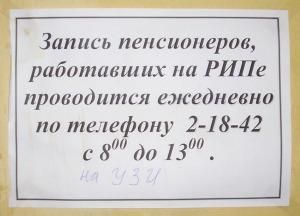 Запись пенсионеров,
работавших на РИПе
проводится ежедневно
по телефону 2-18-42
с 8⁰⁰ до 13⁰⁰ .
на УЗИ